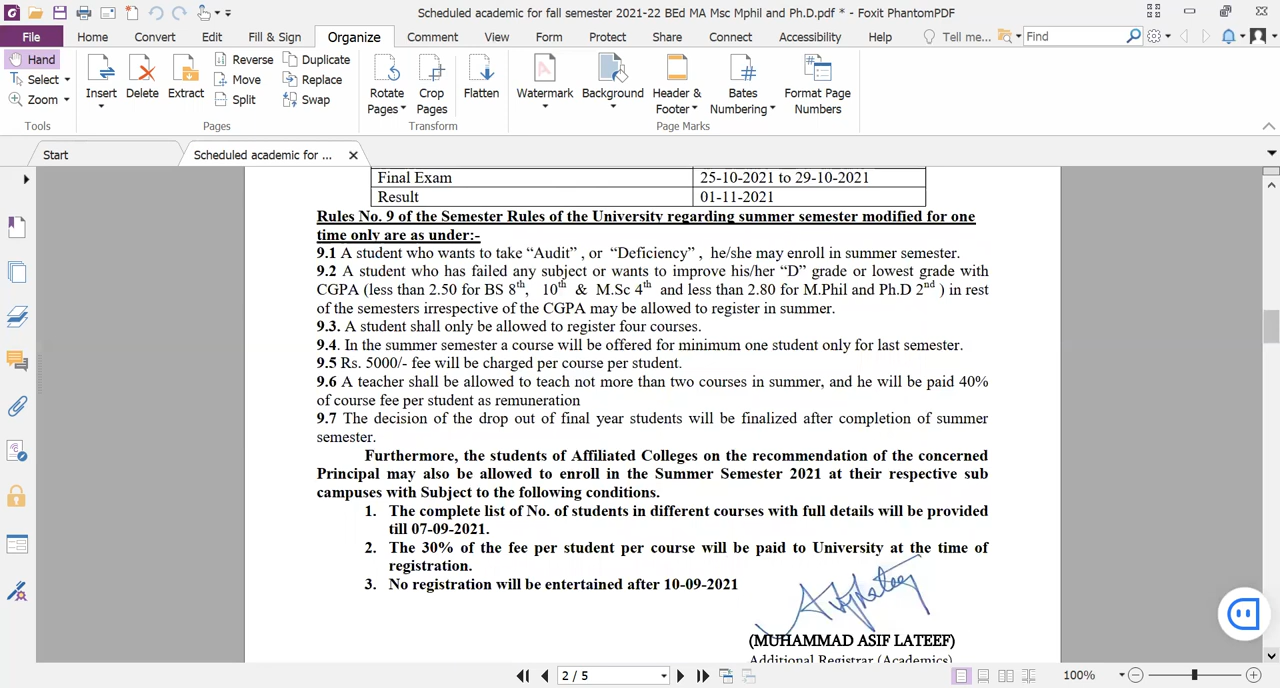 Scheduled academic for fall semester 2021-22 BEd MA Msc Mphil and Ph.D.pdf * - Foxit PhantomPDF
File Home Convert Edit Fill & Sign Organize Comment View Form Protect Share Connect Accessibility Help Tell me... Find
Hand
Select
Zoom
Tools
Insert
Delete
Extract
Reverse
Move
Split
Duplicate
Replace
Swap
Pages
Rotate Pages
Crop Pages
Flatten
Transform
Watermark
Background
Header & Footer
Bates Numbering
Format Page Numbers
Page Marks
Start
Scheduled academic for ...
Final Exam 25-10-2021 to 29-10-2021
Result 01-11-2021
Rules No. 9 of the Semester Rules of the University regarding summer semester modified for one
time only are as under:-
9.1 A student who wants to take “Audit” , or “Deficiency” , he/she may enroll in summer semester.
9.2 A student who has failed any subject or wants to improve his/her “D” grade or lowest grade with
CGPA (less than 2.50 for BS 8th, 10th & M.Sc 4th and less than 2.80 for M.Phil and Ph.D 2nd ) in rest
of the semesters irrespective of the CGPA may be allowed to register in summer.
9.3. A student shall only be allowed to register four courses.
9.4. In the summer semester a course will be offered for minimum one student only for last semester.
9.5 Rs. 5000/- fee will be charged per course per student.
9.6 A teacher shall be allowed to teach not more than two courses in summer, and he will be paid 40%
of course fee per student as remuneration
9.7 The decision of the drop out of final year students will be finalized after completion of summer
semester.
Furthermore, the students of Affiliated Colleges on the recommendation of the concerned
Principal may also be allowed to enroll in the Summer Semester 2021 at their respective sub
campuses with Subject to the following conditions.
1. The complete list of No. of students in different courses with full details will be provided
till 07-09-2021.
2. The 30% of the fee per student per course will be paid to University at the time of
registration.
3. No registration will be entertained after 10-09-2021
(MUHAMMAD ASIF LATEEF)
Additional Registrar (Academics)
2 / 5
100%